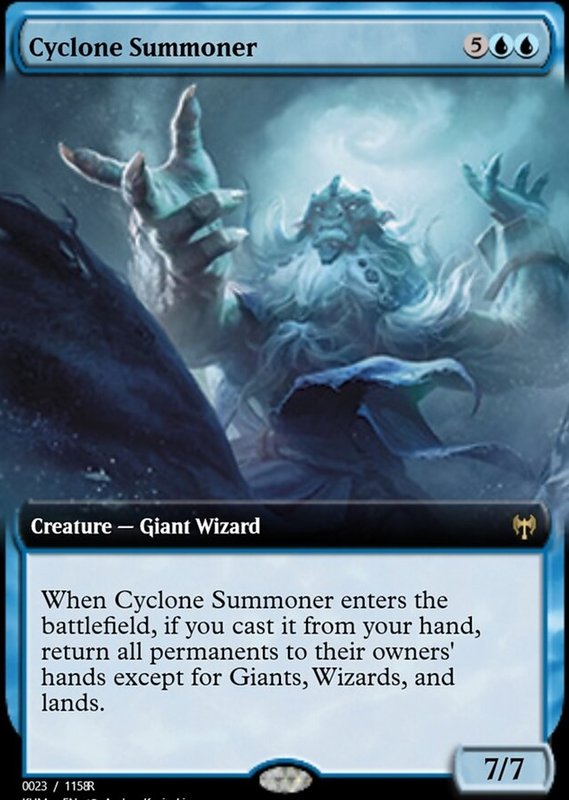 Cyclone Summoner
5
Creature — Giant Wizard
When Cyclone Summoner enters the
battlefield, if you cast it from your hand,
return all permanents to their owners'
hands except for Giants, Wizards, and
lands.
7/7
0023 / 1158R